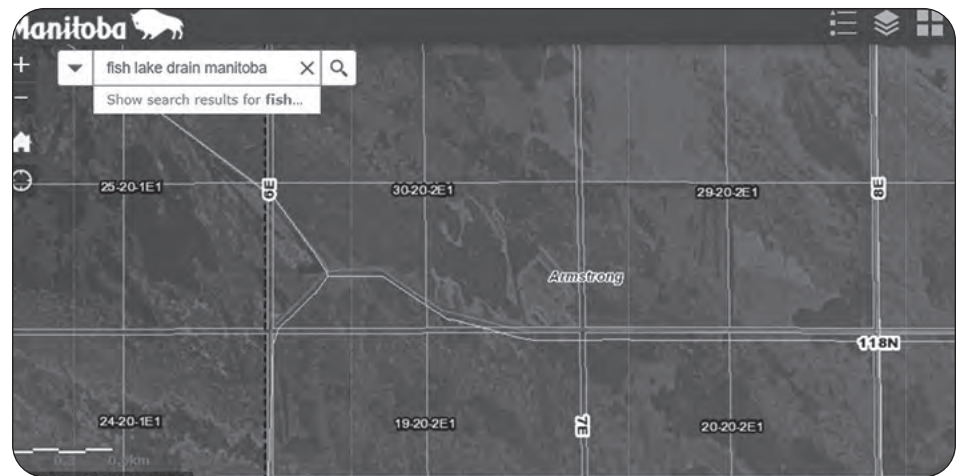 Manitoba
fish lake drain manitoba
Show search results for fish...
25-20-1E1
6E
30-20-2E1
29-20-2E1
8E
Armstrong
118N
24-20-1E1
19-20-2E1
7E
20-20-2E1